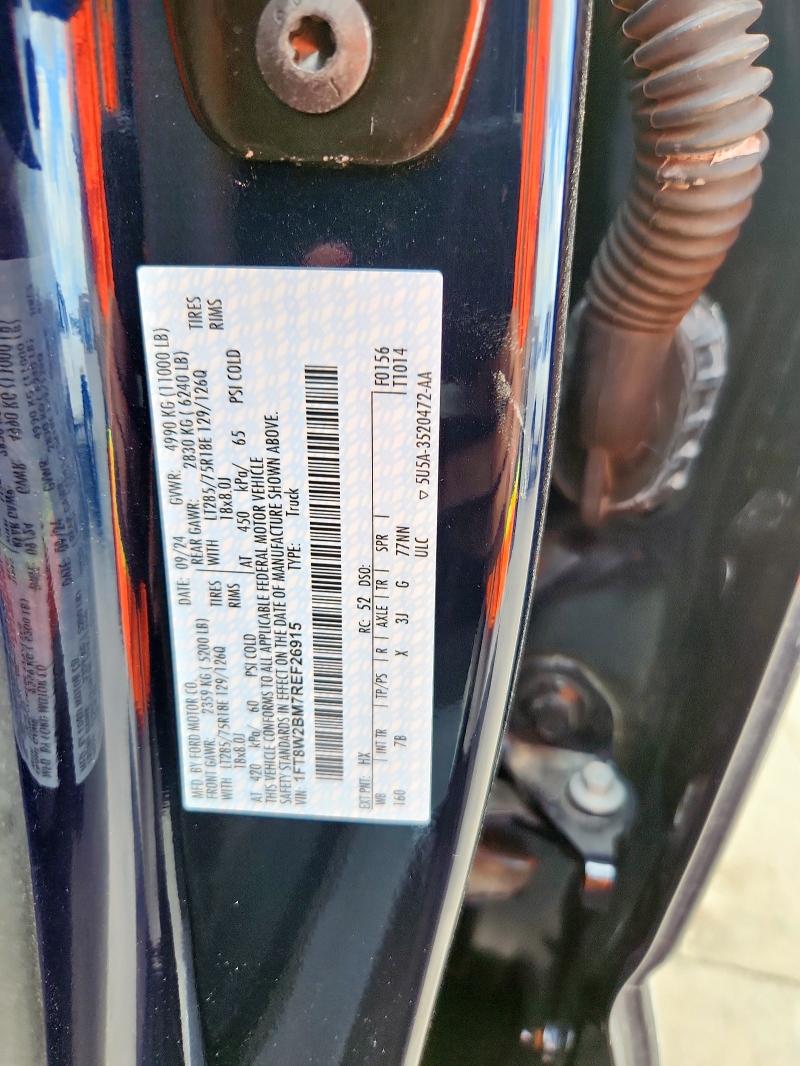 MFD. BY FORD MOTOR CO.
DATE: 09/24 GVWR: 4990 KG (11000 LB)
FRONT GAWR: 2359 KG ( 5200 LB) REAR GAWR: 2830 KG ( 6240 LB)
WITH LT285/75R18E 129/126Q TIRES WITH LT285/75R18E 129/126Q TIRES
18x8.0J RIMS 18x8.0J RIMS
AT 420 kPa/ 60 PSI COLD AT 450 kPa/ 65 PSI COLD
THIS VEHICLE CONFORMS TO ALL APPLICABLE FEDERAL MOTOR VEHICLE
SAFETY STANDARDS IN EFFECT ON THE DATE OF MANUFACTURE SHOWN ABOVE.
VIN: 1FT8W2BM7REF26915 TYPE: Truck
F0156
T1014
EXT PNT: HX RC: 52 DSO:
WB INT TR TP/PS R AXLE TR SPR
160 7B X 3J G 77NN
ULC ▽ 5U5A-3520472-AA